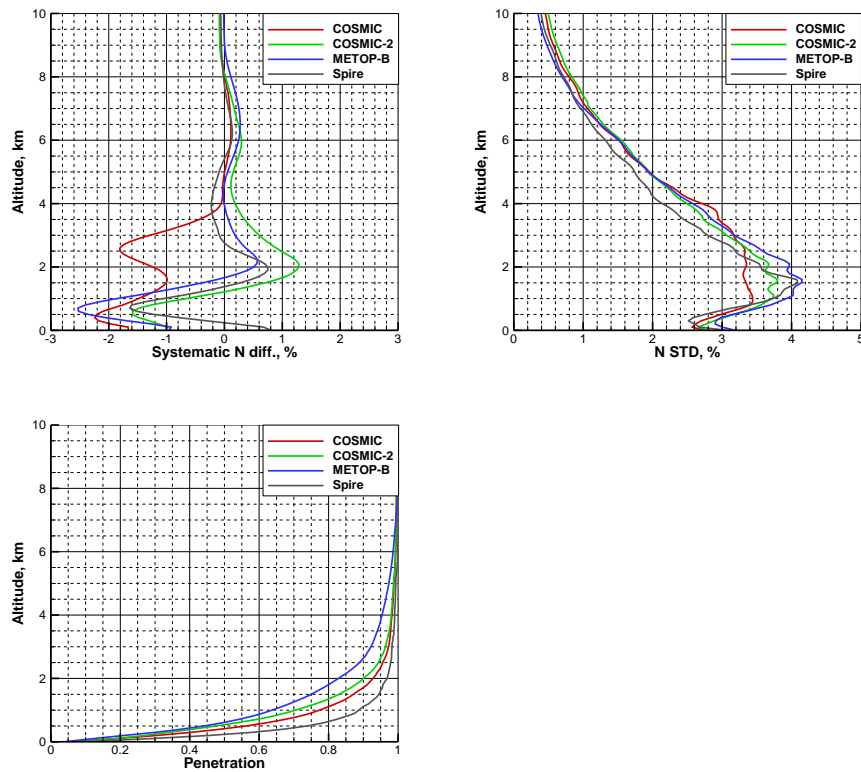 10
8
6
4
2
0
Altitude, km
COSMIC
COSMIC-2
METOP-B
Spire
-3 -2 -1 0 1 2 3
Systematic N diff., %
10
8
6
4
2
0
Altitude, km
COSMIC
COSMIC-2
METOP-B
Spire
0 1 2 3 4 5
N STD, %
10
8
6
4
2
0
Altitude, km
COSMIC
COSMIC-2
METOP-B
Spire
0 0.2 0.4 0.6 0.8 1
Penetration